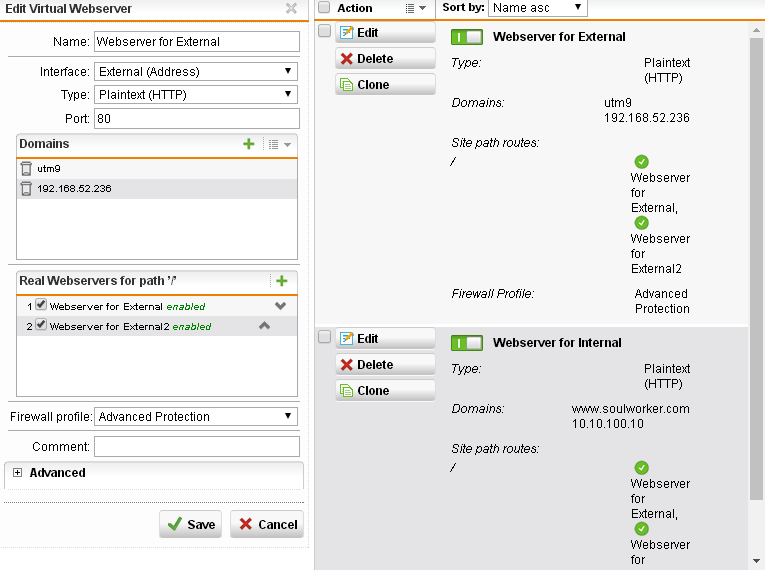 Edit Virtual Webserver
Name: Webserver for External
Interface: External (Address)
Type: Plaintext (HTTP)
Port: 80
Domains
utm9
192.168.52.236
Real Webservers for path '/'
1 Webserver for External enabled
2 Webserver for External2 enabled
Firewall profile: Advanced Protection
Comment:
Advanced
Save Cancel
Action Sort by: Name asc
Edit
Delete
Clone
Webserver for External
Type: Plaintext
(HTTP)
Domains: utm9
192.168.52.236
Site path routes:
/
Webserver
for
External,
Webserver
for
External2
Firewall Profile: Advanced
Protection
Edit
Delete
Clone
Webserver for Internal
Type: Plaintext
(HTTP)
Domains: www.soulworker.com
10.10.100.10
Site path routes:
/
Webserver
for
External,
Webserver
for